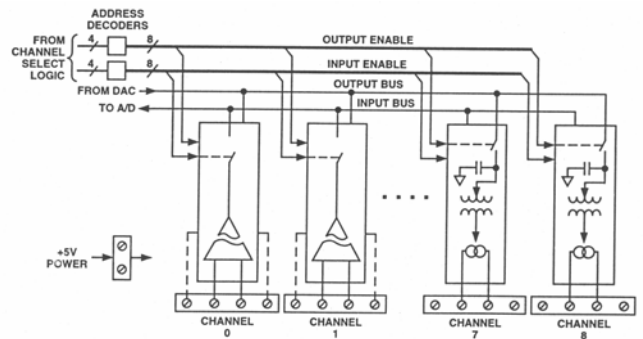 ADDRESS
DECODERS
FROM
CHANNEL
SELECT
LOGIC
4
8
OUTPUT ENABLE
4
8
INPUT ENABLE
OUTPUT BUS
FROM DAC
INPUT BUS
TO A/D
+5V
POWER
CHANNEL
0
CHANNEL
1
CHANNEL
7
CHANNEL
8